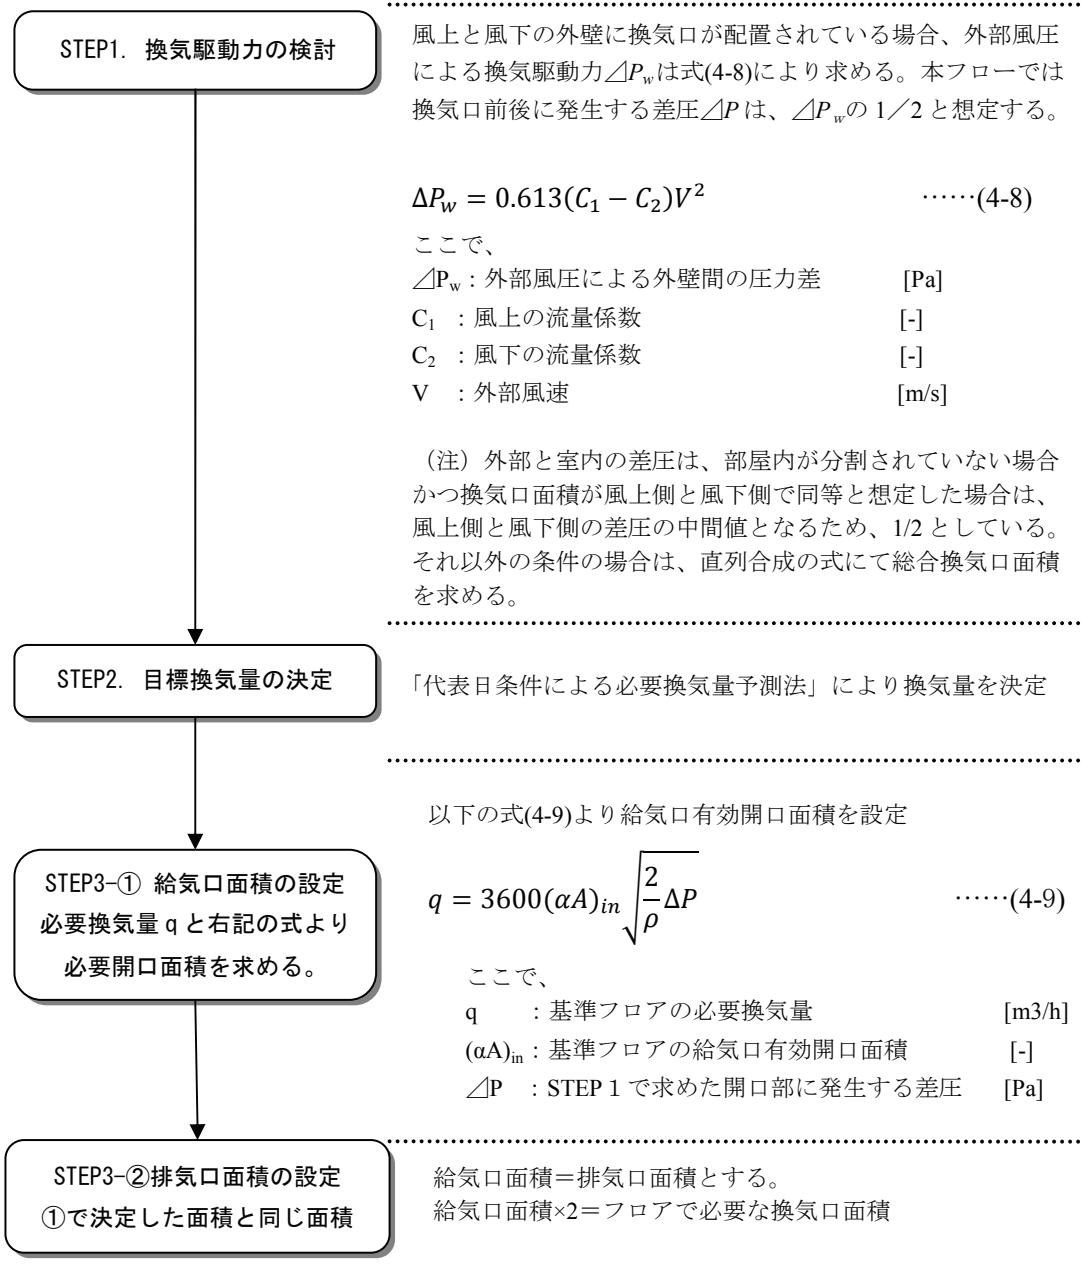 STEP1. 換気駆動力の検討
風上と風下の外壁に換気口が配置されている場合、外部風圧
による換気駆動力⊿Pwは式(4-8)により求める。本フローでは
換気口前後に発生する差圧⊿P は、⊿Pwの 1／2 と想定する。
ΔPw = 0.613(C1 − C2)V² ……(4-8)
ここで、
⊿Pw：外部風圧による外壁間の圧力差 [Pa]
C1 ：風上の流量係数 [-]
C2 ：風下の流量係数 [-]
V ：外部風速 [m/s]
（注）外部と室内の差圧は、部屋内が分割されていない場合
かつ換気口面積が風上側と風下側で同等と想定した場合は、
風上側と風下側の差圧の中間値となるため、1/2 としている。
それ以外の条件の場合は、直列合成の式にて総合換気口面積
を求める。
STEP2. 目標換気量の決定
「代表日条件による必要換気量予測法」により換気量を決定
以下の式(4-9)より給気口有効開口面積を設定
STEP3-① 給気口面積の設定
必要換気量 q と右記の式より
必要開口面積を求める。
q = 3600(αA)in√(2/ρ ΔP) ……(4-9)
ここで、
q ：基準フロアの必要換気量 [m3/h]
(αA)in：基準フロアの給気口有効開口面積 [-]
⊿P ：STEP１で求めた開口部に発生する差圧 [Pa]
STEP3-②排気口面積の設定
①で決定した面積と同じ面積
給気口面積＝排気口面積とする。
給気口面積×2＝フロアで必要な換気口面積